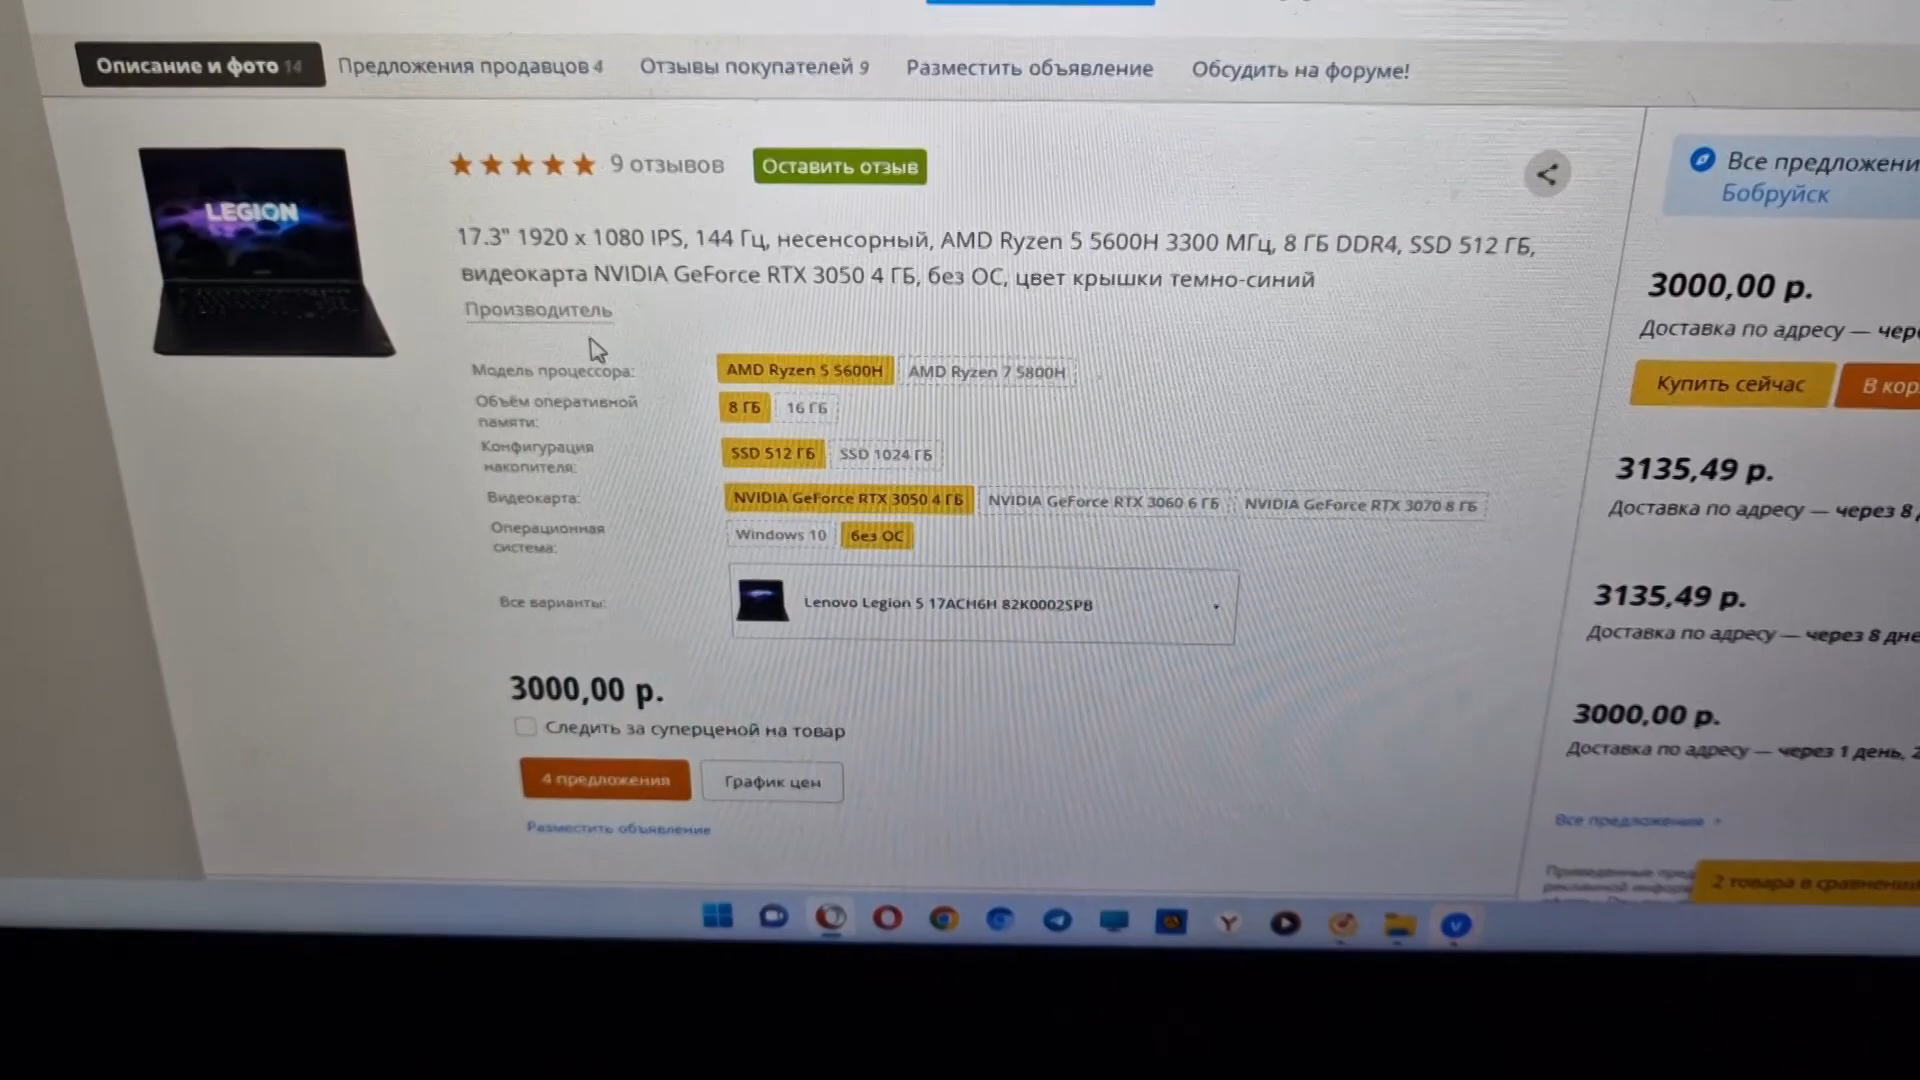 Описание и фото 14
Предложения продавцов 4
Отзывы покупателей 9
Разместить объявление
Обсудить на форуме!
LEGION
9 отзывов
Оставить отзыв
17.3" 1920 x 1080 IPS, 144 Гц, несенсорный, AMD Ryzen 5 5600H 3300 МГц, 8 ГБ DDR4, SSD 512 ГБ,
видеокарта NVIDIA GeForce RTX 3050 4 ГБ, без ОС, цвет крышки темно-синий
Производитель
Модель процессора: AMD Ryzen 5 5600H AMD Ryzen 7 5800H
Объём оперативной
памяти:
8 ГБ 16 ГБ
Конфигурация
накопителя:
SSD 512 ГБ SSD 1024 ГБ
Видеокарта: NVIDIA GeForce RTX 3050 4 ГБ NVIDIA GeForce RTX 3060 6 ГБ NVIDIA GeForce RTX 3070 8 ГБ
Операционная
система:
Windows 10 без ОС
Все варианты: Lenovo Legion 5 17ACH6H 82K0002SPB
3000,00 р.
Следить за суперценой на товар
4 предложения
График цен
Разместить объявление
Все предложени
Бобруйск
3000,00 р.
Доставка по адресу — чер
Купить сейчас
В кор
3135,49 р.
Доставка по адресу — через 8
3135,49 р.
Доставка по адресу — через 8 дне
3000,00 р.
Доставка по адресу — через 1 день, 2
Все предложения
2 товара в сравнении